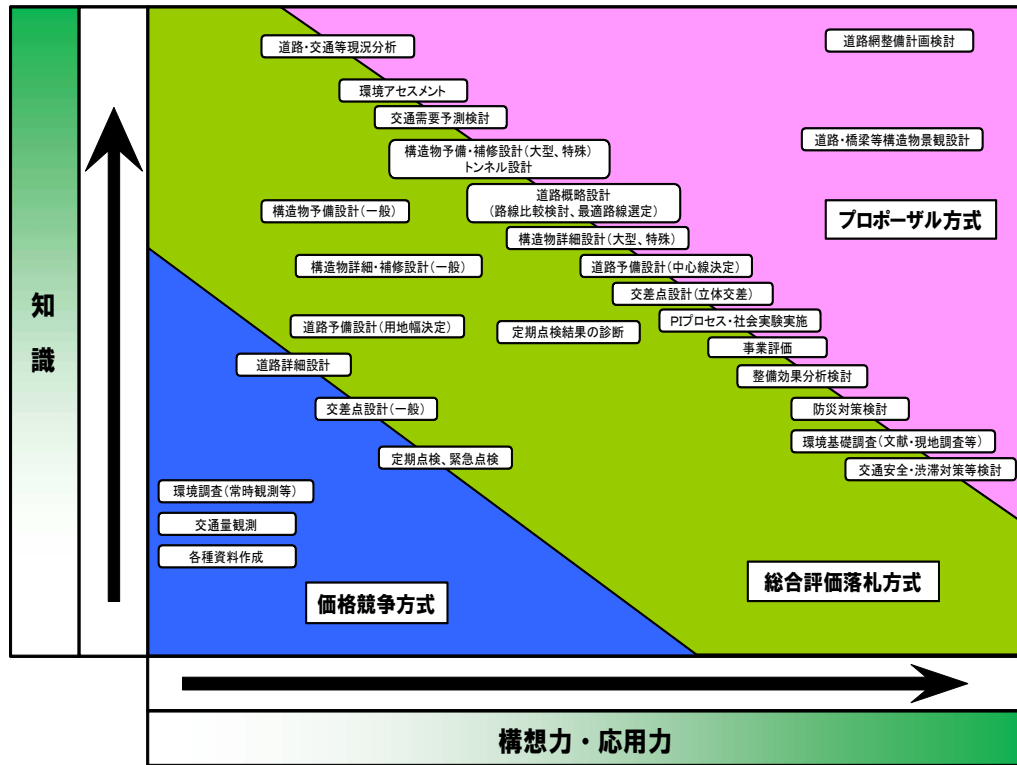 道路・交通等現況分析
道路網整備計画検討
環境アセスメント
交通需要予測検討
道路・橋梁等構造物景観設計
構造物予備・補修設計(大型、特殊)
トンネル設計
道路概略設計
(路線比較検討、最適路線選定)
構造物予備設計(一般)
プロポーザル方式
構造物詳細設計(大型、特殊)
構造物詳細・補修設計(一般)
道路予備設計(中心線決定)
交差点設計(立体交差)
知識
道路予備設計(用地幅決定)
定期点検結果の診断
PIプロセス・社会実験実施
事業評価
道路詳細設計
整備効果分析検討
交差点設計(一般)
防災対策検討
環境基礎調査(文献・現地調査等)
定期点検、緊急点検
交通安全・渋滞対策等検討
環境調査(常時観測等)
交通量観測
各種資料作成
総合評価落札方式
価格競争方式
構想力・応用力